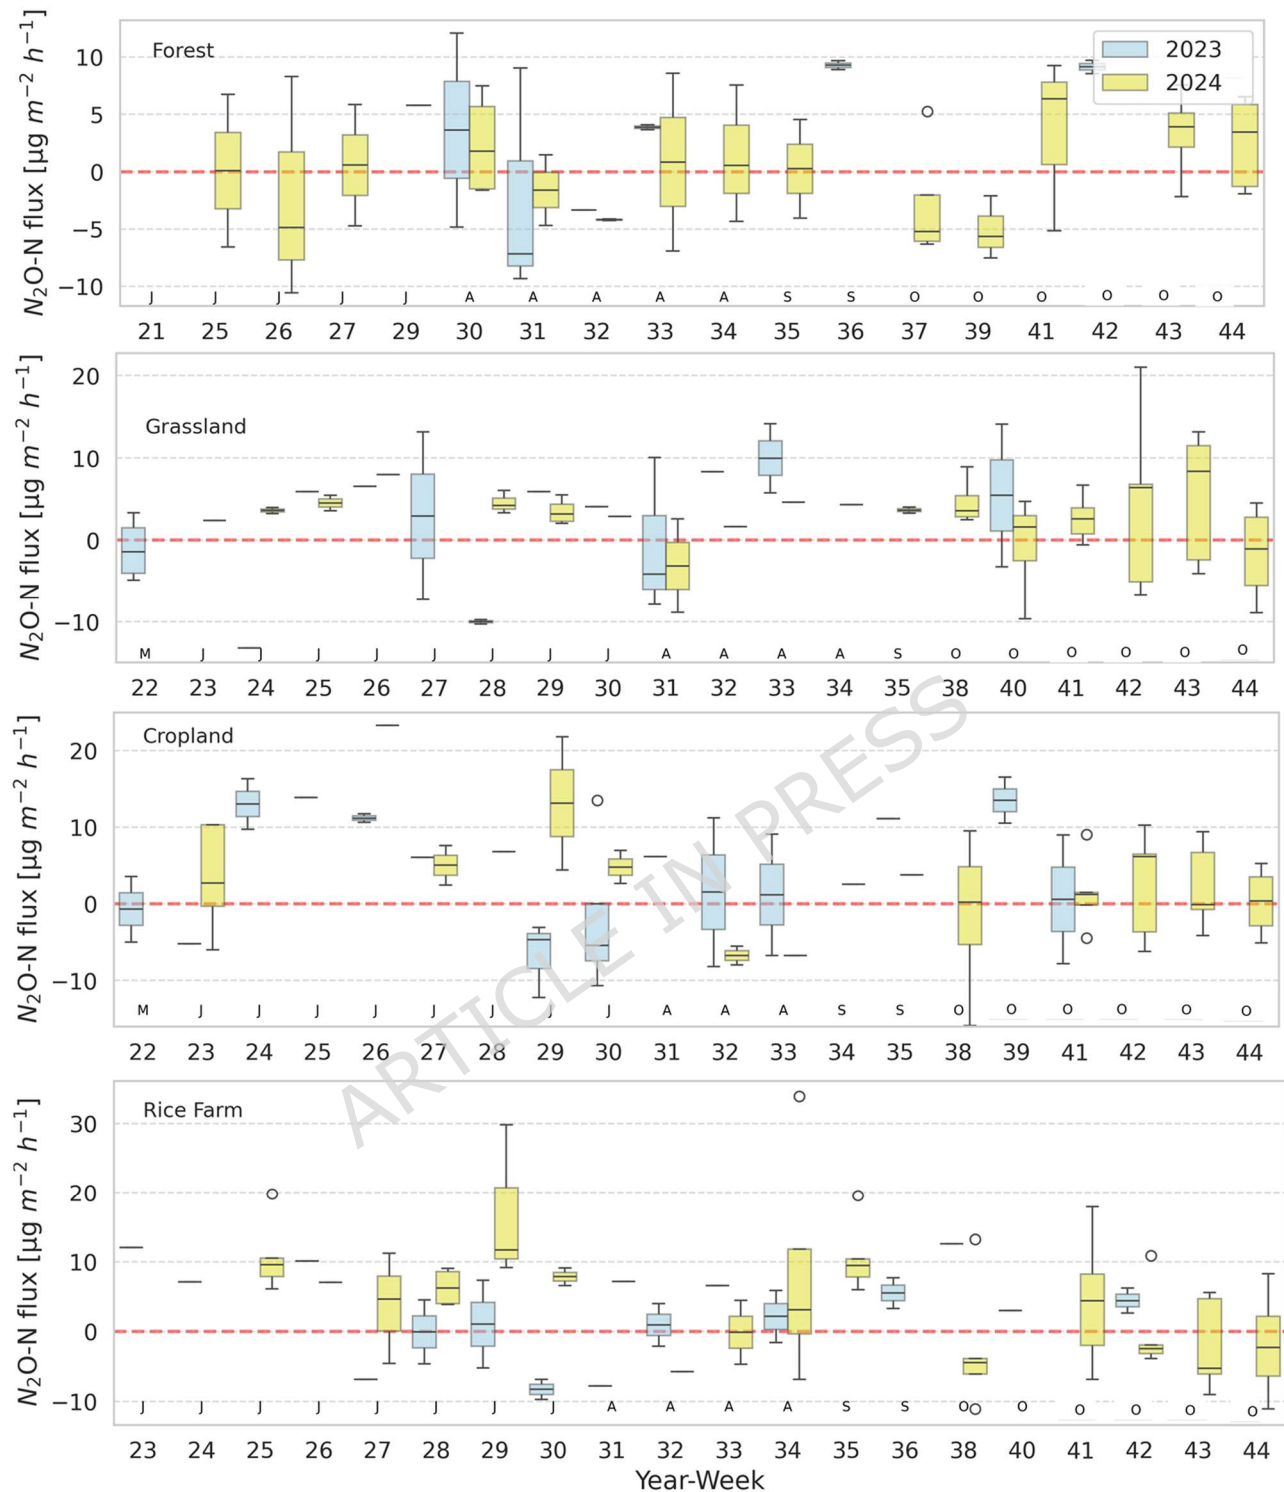 N₂O-N flux [µg m⁻² h⁻¹]
Forest
2023
2024
10
5
0
−5
−10
J J J J J A A A A A S S O O O O O O
21 25 26 27 29 30 31 32 33 34 35 36 37 39 41 42 43 44
N₂O-N flux [µg m⁻² h⁻¹]
Grassland
20
10
0
−10
M J J J J J J J J A A A A S O O O O O O
22 23 24 25 26 27 28 29 30 31 32 33 34 35 38 40 41 42 43 44
N₂O-N flux [µg m⁻² h⁻¹]
Cropland
20
10
0
−10
M J J J J J J J J A A A S S O O O O O O
22 23 24 25 26 27 28 29 30 31 32 33 34 35 38 39 41 42 43 44
N₂O-N flux [µg m⁻² h⁻¹]
Rice Farm
30
20
10
0
−10
J J J J J J J J A A A A S S O O O O O O
23 24 25 26 27 28 29 30 31 32 33 34 35 36 38 40 41 42 43 44
Year-Week
ARTICLE IN PRESS